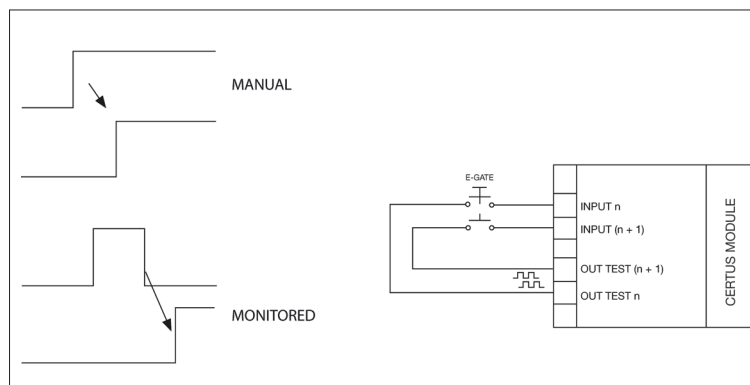 MANUAL
MONITORED
E-GATE
INPUT n
INPUT (n + 1)
OUT TEST (n + 1)
OUT TEST n
CERTUS MODULE